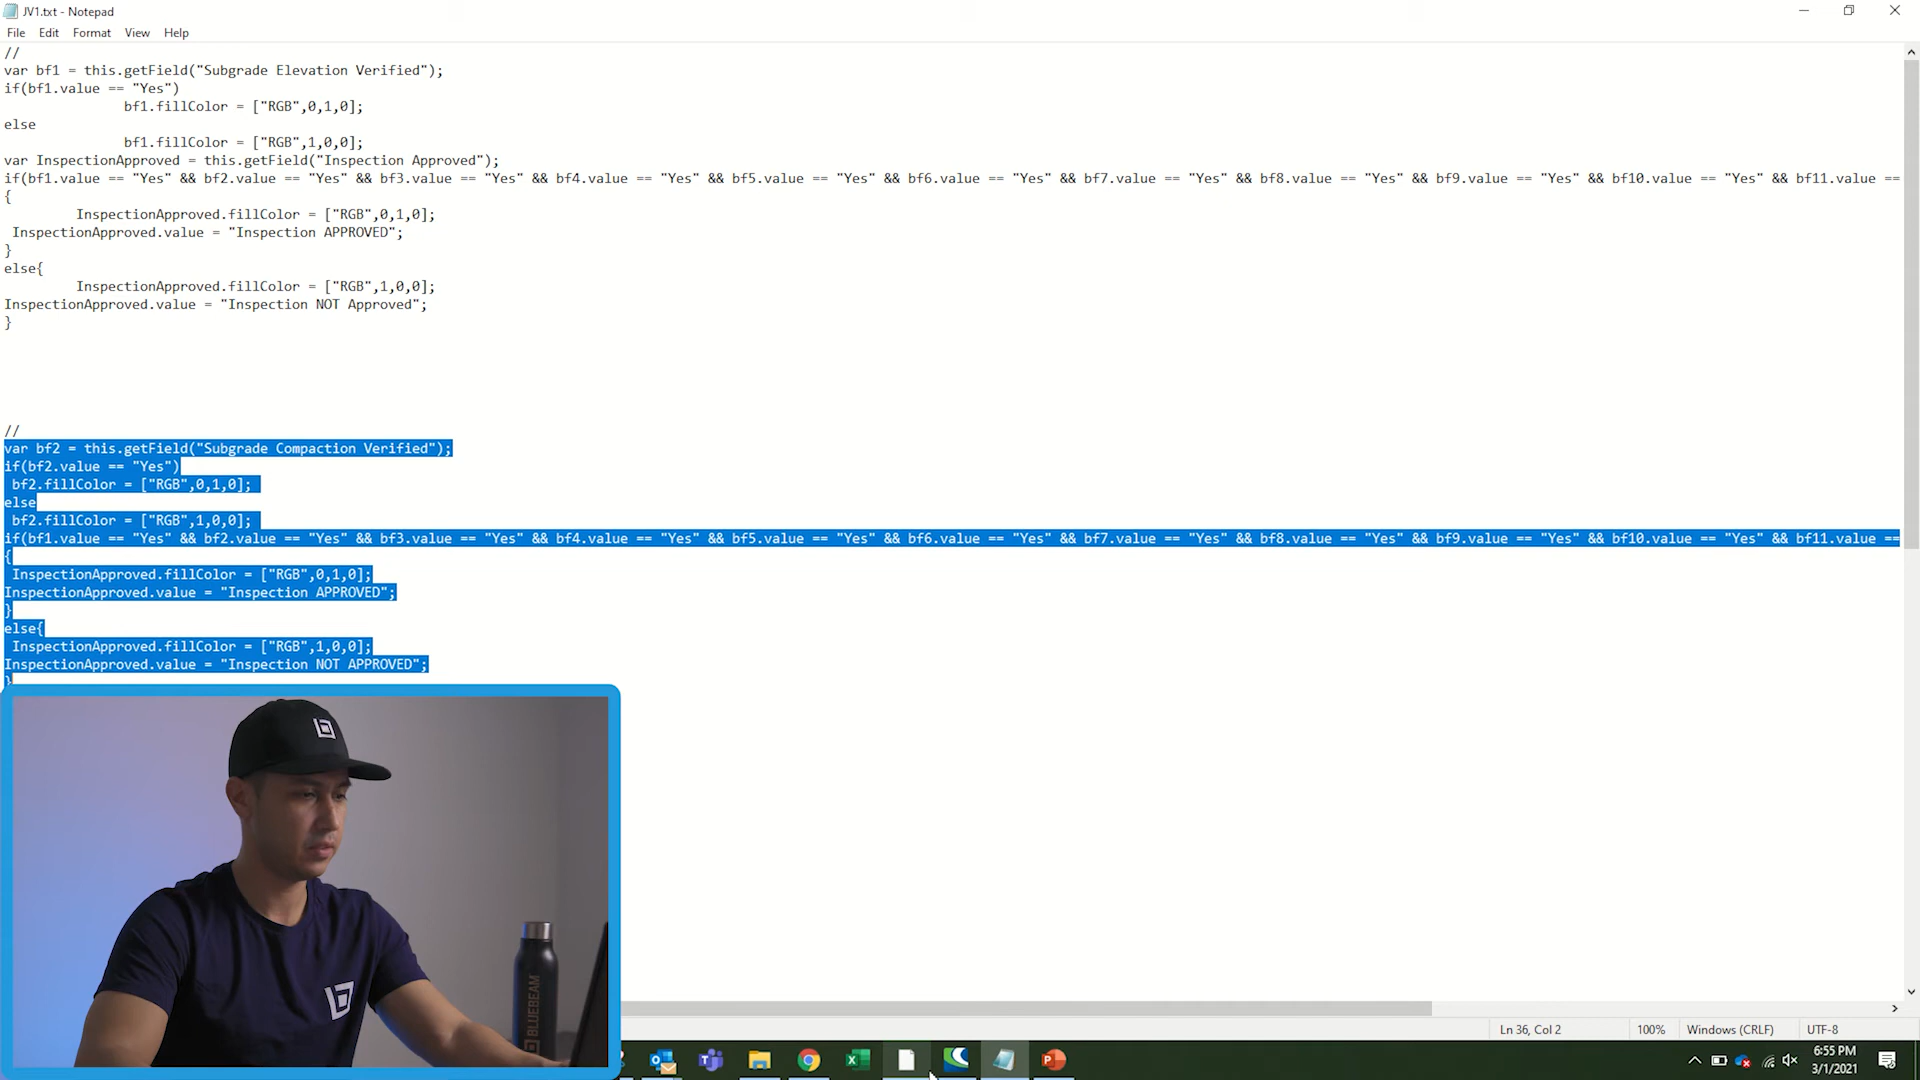 JV1.txt - Notepad
File Edit Format View Help
//
var bf1 = this.getField("Subgrade Elevation Verified");
if(bf1.value == "Yes")
bf1.fillColor = ["RGB",0,1,0];
else
bf1.fillColor = ["RGB",1,0,0];
var InspectionApproved = this.getField("Inspection Approved");
if(bf1.value == "Yes" && bf2.value == "Yes" && bf3.value == "Yes" && bf4.value == "Yes" && bf5.value == "Yes" && bf6.value == "Yes" && bf7.value == "Yes" && bf8.value == "Yes" && bf9.value == "Yes" && bf10.value == "Yes" && bf11.value ==
{
InspectionApproved.fillColor = ["RGB",0,1,0];
InspectionApproved.value = "Inspection APPROVED";
}
else{
InspectionApproved.fillColor = ["RGB",1,0,0];
InspectionApproved.value = "Inspection NOT Approved";
}
//
var bf2 = this.getField("Subgrade Compaction Verified");
if(bf2.value == "Yes")
bf2.fillColor = ["RGB",0,1,0];
else
bf2.fillColor = ["RGB",1,0,0];
if(bf1.value == "Yes" && bf2.value == "Yes" && bf3.value == "Yes" && bf4.value == "Yes" && bf5.value == "Yes" && bf6.value == "Yes" && bf7.value == "Yes" && bf8.value == "Yes" && bf9.value == "Yes" && bf10.value == "Yes" && bf11.value ==
{
InspectionApproved.fillColor = ["RGB",0,1,0];
InspectionApproved.value = "Inspection APPROVED";
}
else{
InspectionApproved.fillColor = ["RGB",1,0,0];
InspectionApproved.value = "Inspection NOT APPROVED";
}
BLUEBEAM
Ln 36, Col 2 100% Windows (CRLF) UTF-8
6:55 PM
3/1/2021